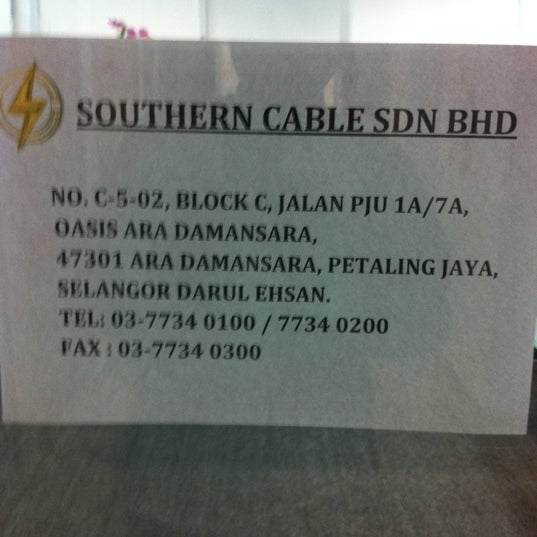 SOUTHERN CABLE SDN BHD
NO. C-5-02, BLOCK C, JALAN PJU 1A/7A,
OASIS ARA DAMANSARA,
47301 ARA DAMANSARA, PETALING JAYA,
SELANGOR DARUL EHSAN.
TEL: 03-7734 0100 / 7734 0200
FAX : 03-7734 0300